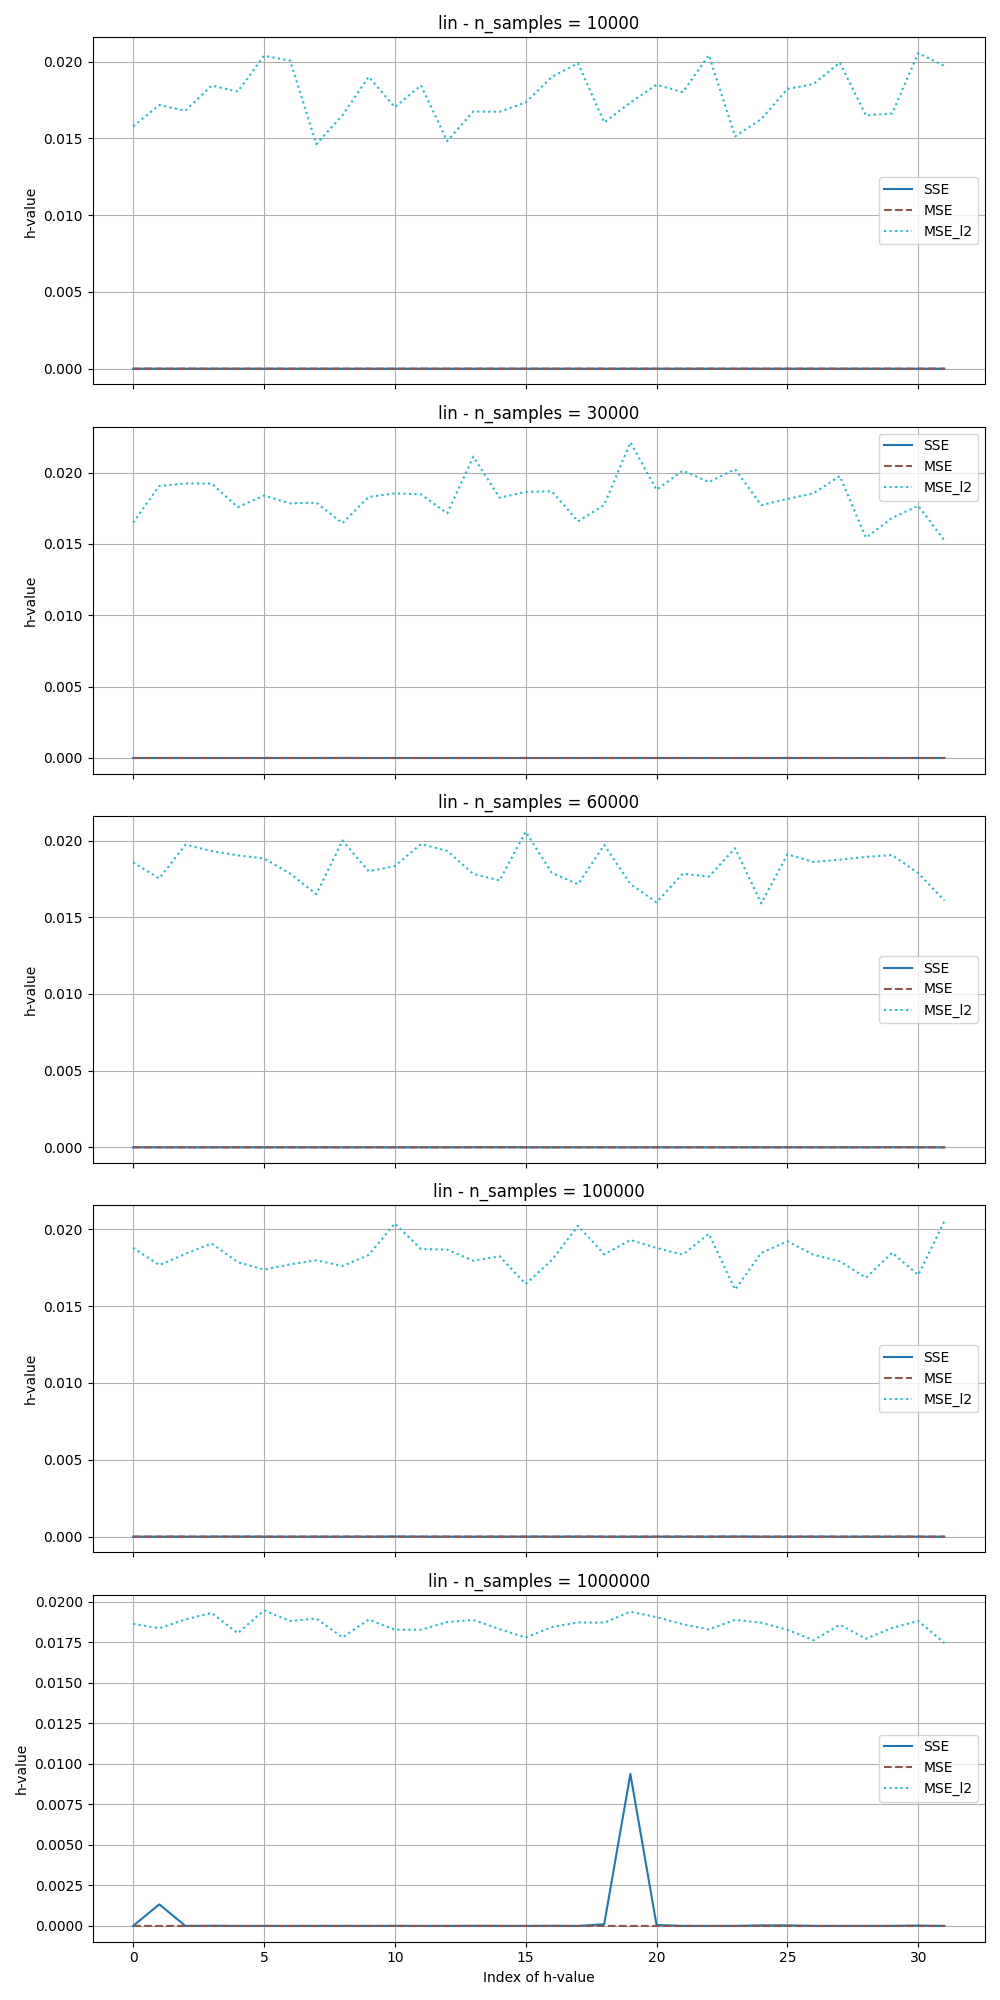 lin - n_samples = 10000
0.020
0.015
0.010
0.005
0.000
h-value
SSE
MSE
MSE_l2
lin - n_samples = 30000
0.020
0.015
0.010
0.005
0.000
h-value
SSE
MSE
MSE_l2
lin - n_samples = 60000
0.020
0.015
0.010
0.005
0.000
h-value
SSE
MSE
MSE_l2
lin - n_samples = 100000
0.020
0.015
0.010
0.005
0.000
h-value
SSE
MSE
MSE_l2
lin - n_samples = 1000000
0.0200
0.0175
0.0150
0.0125
0.0100
0.0075
0.0050
0.0025
0.0000
h-value
SSE
MSE
MSE_l2
0 5 10 15 20 25 30
Index of h-value